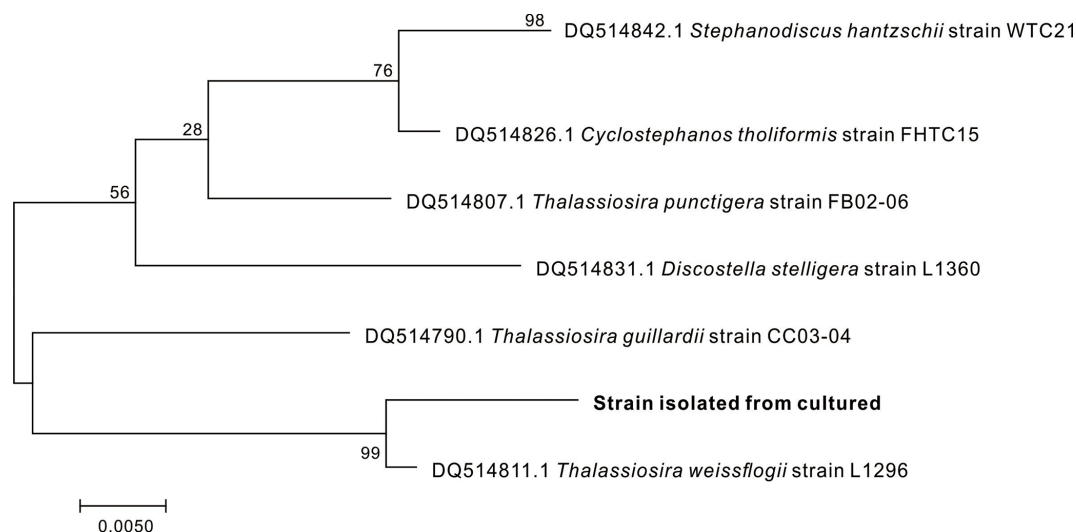 98
DQ514842.1 Stephanodiscus hantzschii strain WTC21
76
28
DQ514826.1 Cyclostephanos tholiformis strain FHTC15
56
DQ514807.1 Thalassiosira punctigera strain FB02-06
DQ514831.1 Discostella stelligera strain L1360
DQ514790.1 Thalassiosira guillardii strain CC03-04
Strain isolated from cultured
99
DQ514811.1 Thalassiosira weissflogii strain L1296
0.0050